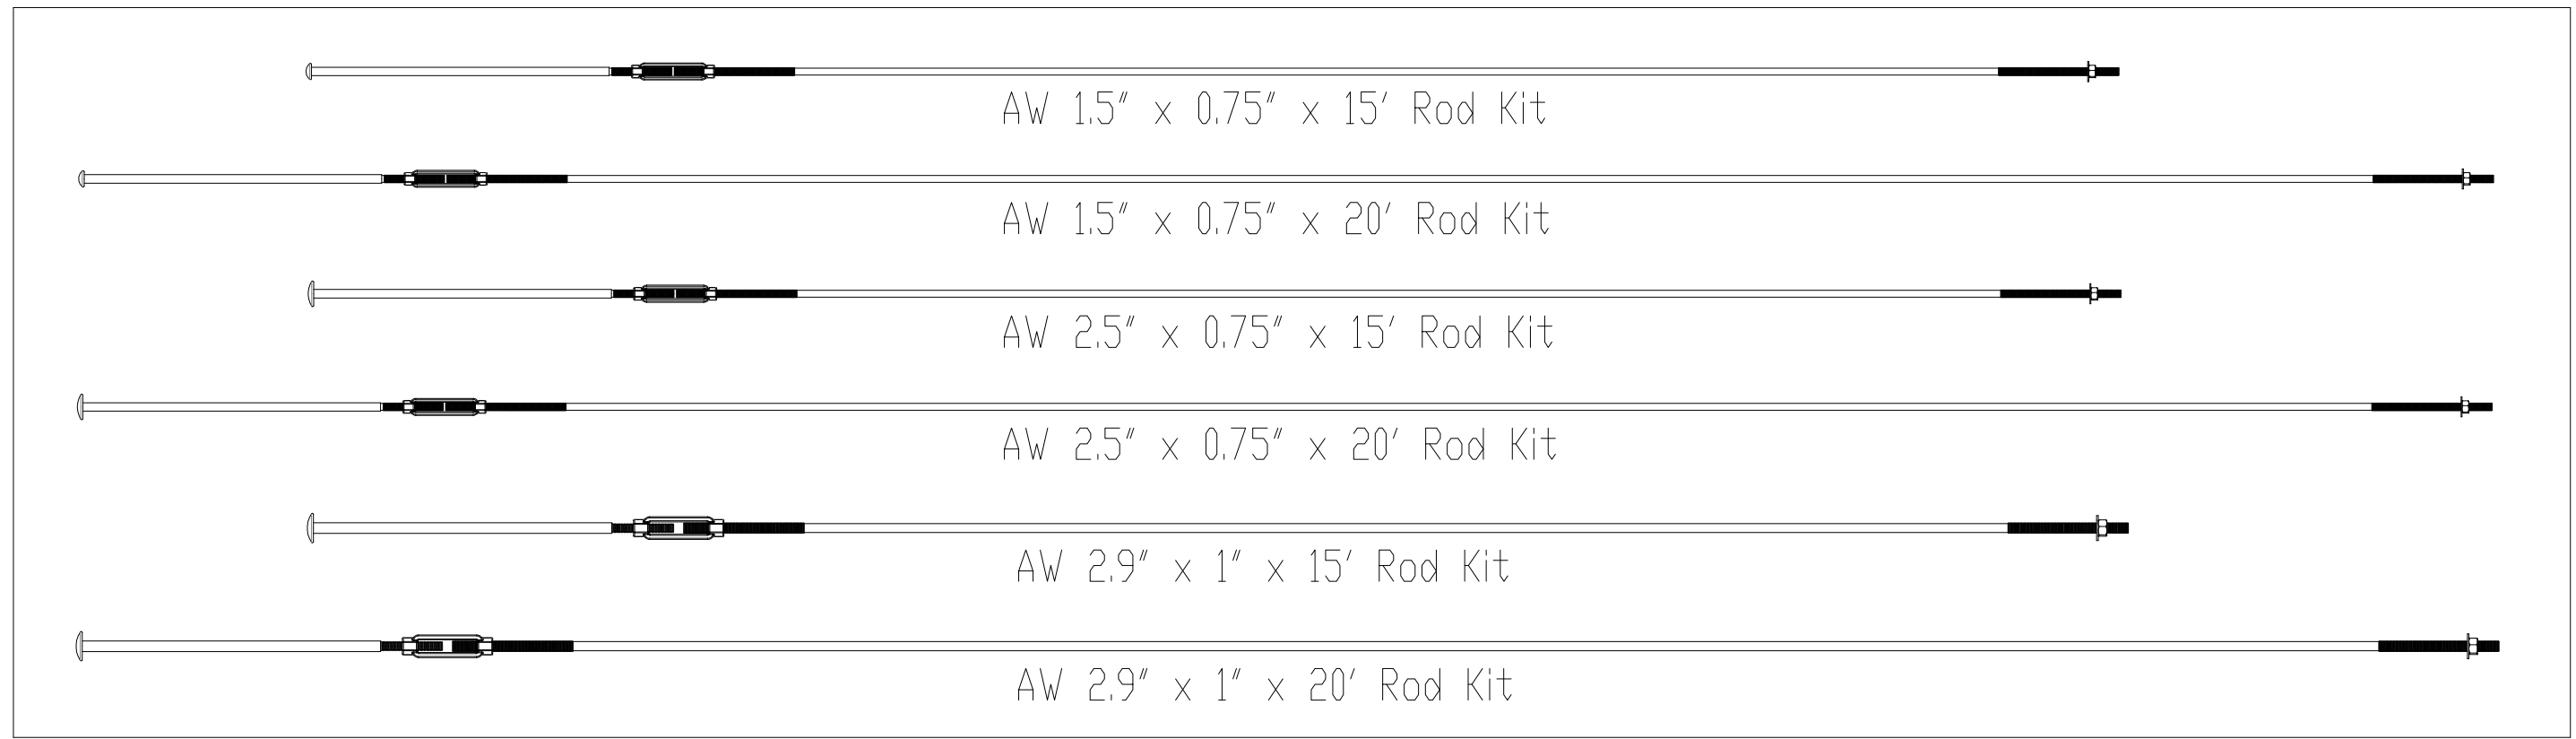 AW 1.5" x 0.75" x 15' Rod Kit
AW 1.5" x 0.75" x 20' Rod Kit
AW 2.5" x 0.75" x 15' Rod Kit
AW 2.5" x 0.75" x 20' Rod Kit
AW 2.9" x 1" x 15' Rod Kit
AW 2.9" x 1" x 20' Rod Kit